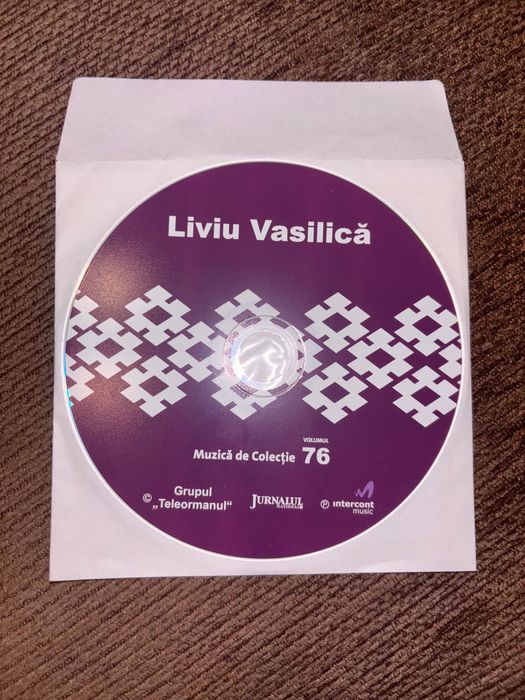 Liviu Vasilică
VOLUMUL
Muzică de Colecție 76
Grupul
© „Teleormanul“
JURNALUL
NAȚIONAL
℗ intercont
music